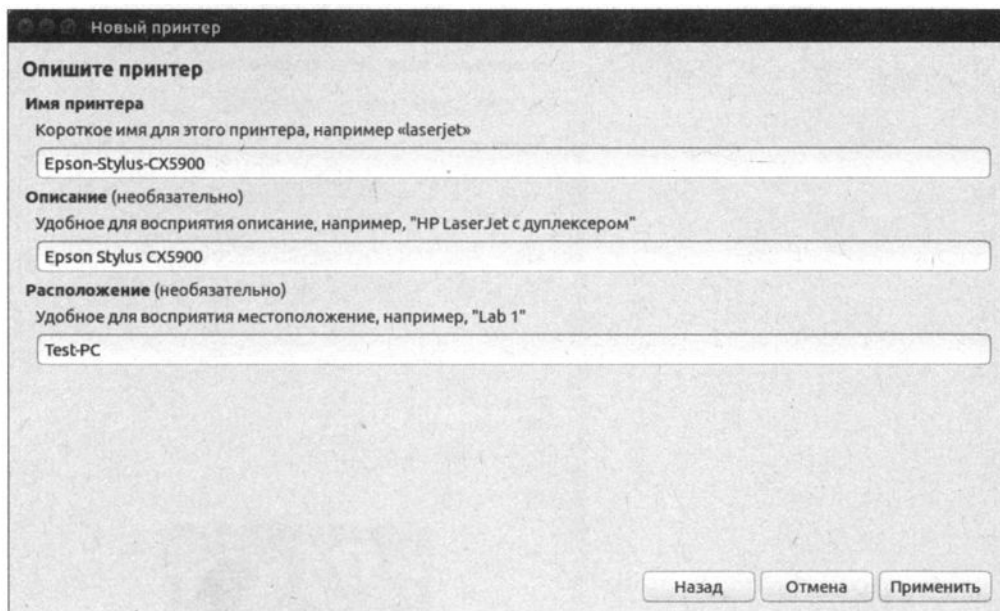 Новый принтер
Опишите принтер
Имя принтера
Короткое имя для этого принтера, например «laserjet»
Epson-Stylus-CX5900
Описание (необязательно)
Удобное для восприятия описание, например, "HP LaserJet с дуплексером"
Epson Stylus CX5900
Расположение (необязательно)
Удобное для восприятия местоположение, например, "Lab 1"
Test-PC
Назад Отмена Применить